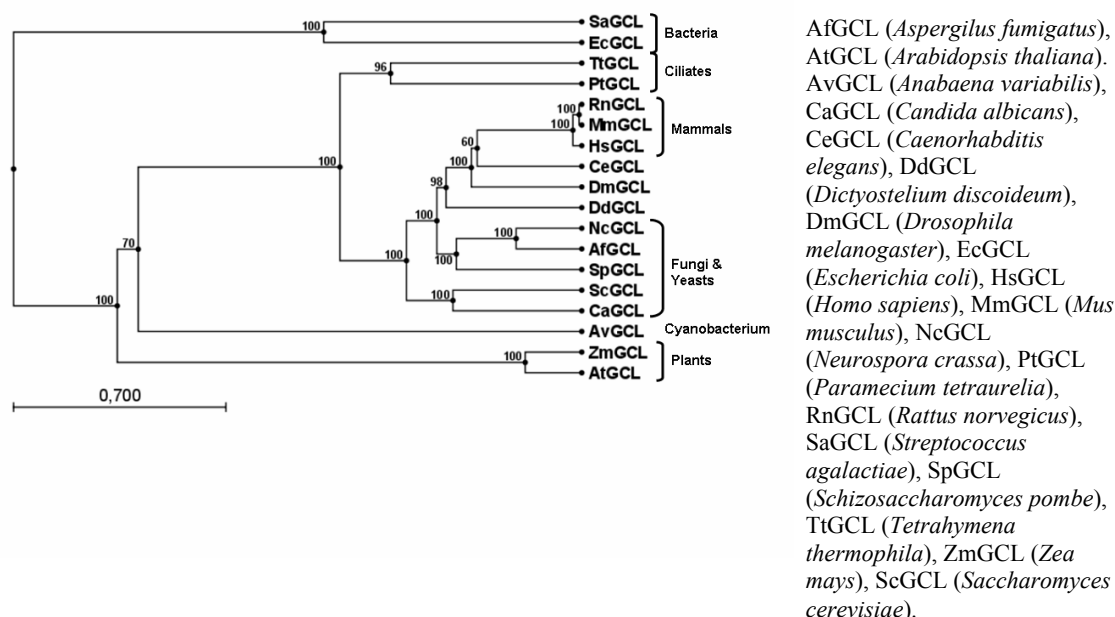 100
SaGCL
EcGCL
Bacteria
96
TtGCL
PtGCL
Ciliates
100
RnGCL
100
MmGCL
HsGCL
Mammals
60
CeGCL
100
DmGCL
98
DdGCL
100
100
NcGCL
100
AfGCL
100
SpGCL
ScGCL
100
CaGCL
Fungi &
Yeasts
70
AvGCL
Cyanobacterium
100
100
ZmGCL
AtGCL
Plants
0,700
AfGCL (Aspergilus fumigatus),
AtGCL (Arabidopsis thaliana).
AvGCL (Anabaena variabilis),
CaGCL (Candida albicans),
CeGCL (Caenorhabditis
elegans), DdGCL
(Dictyostelium discoideum),
DmGCL (Drosophila
melanogaster), EcGCL
(Escherichia coli), HsGCL
(Homo sapiens), MmGCL (Mus
musculus), NcGCL
(Neurospora crassa), PtGCL
(Paramecium tetraurelia),
RnGCL (Rattus norvegicus),
SaGCL (Streptococcus
agalactiae), SpGCL
(Schizosaccharomyces pombe),
TtGCL (Tetrahymena
thermophila), ZmGCL (Zea
mays), ScGCL (Saccharomyces
cerevisiae).